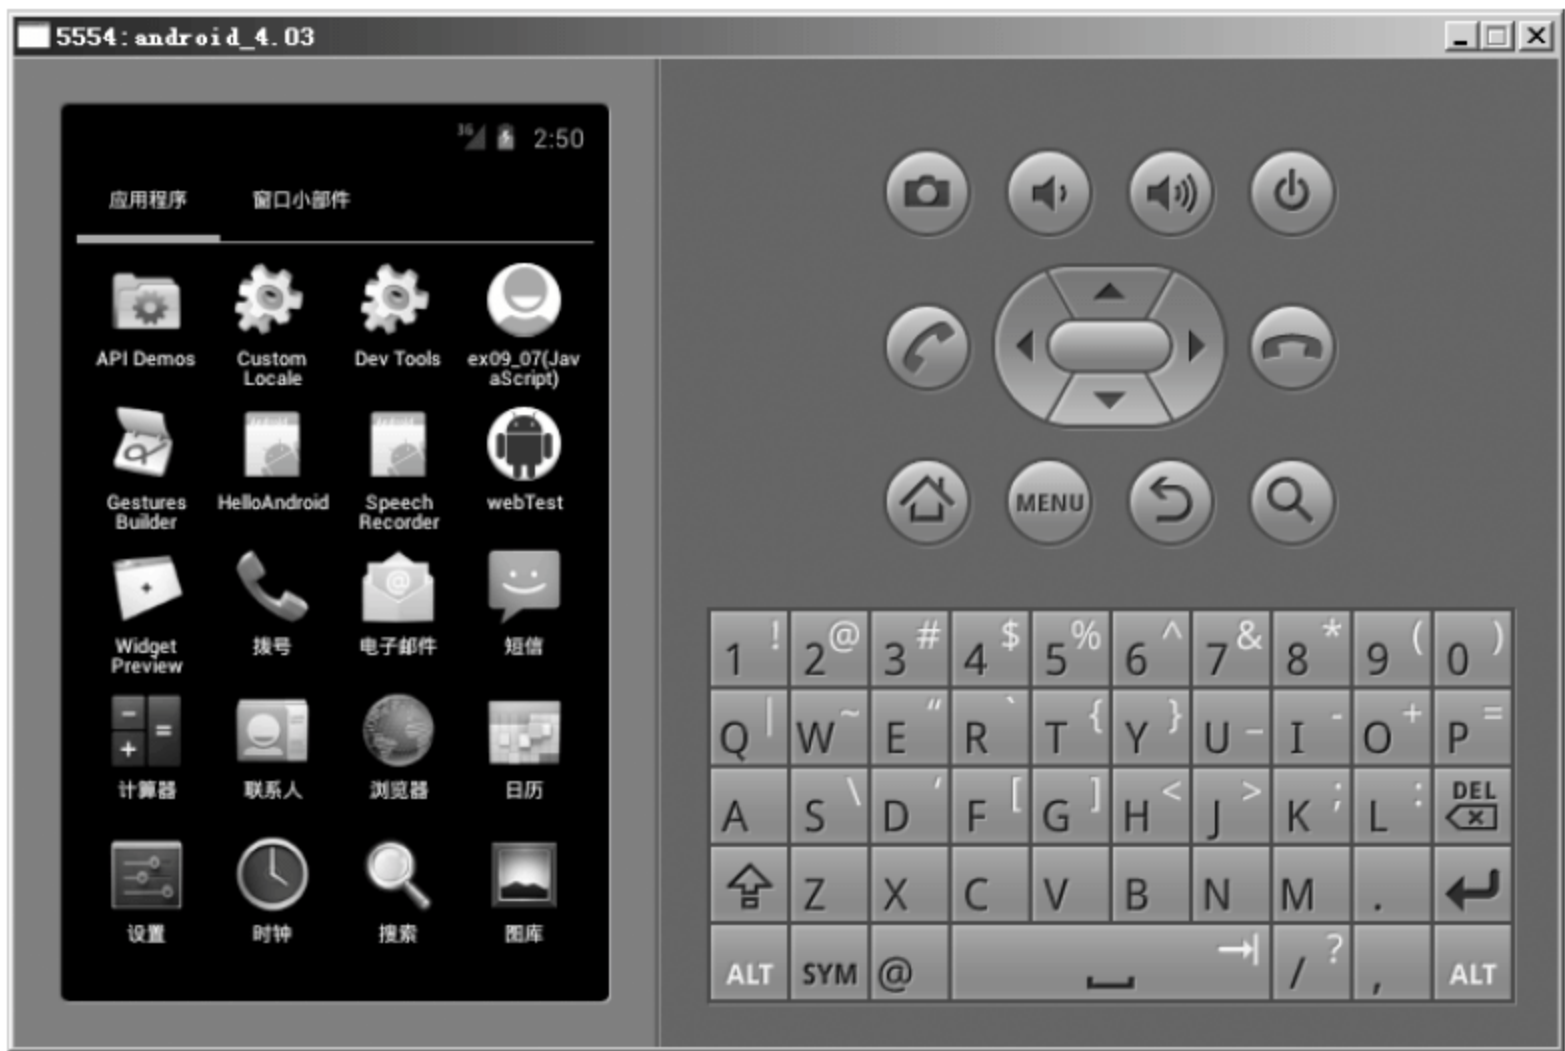 5554:android_4.03
3G 2:50
应用程序 窗口小部件
API Demos Custom Dev Tools ex09_07(Jav
Locale aScript)
Gestures HelloAndroid Speech webTest
Builder Recorder
Widget 拨号 电子邮件 短信
Preview
计算器 联系人 浏览器 日历
设置 时钟 搜索 图库
MENU
1 ! 2 @ 3 # 4 $ 5 % 6 ^ 7 & 8 * 9 ( 0 )
Q | W ~ E “ R ` T { Y } U _ I - O + P =
A S \ D ' F [ G ] H < J > K ; L : DEL
Z X C V B N M .
ALT SYM @ / ? , ALT